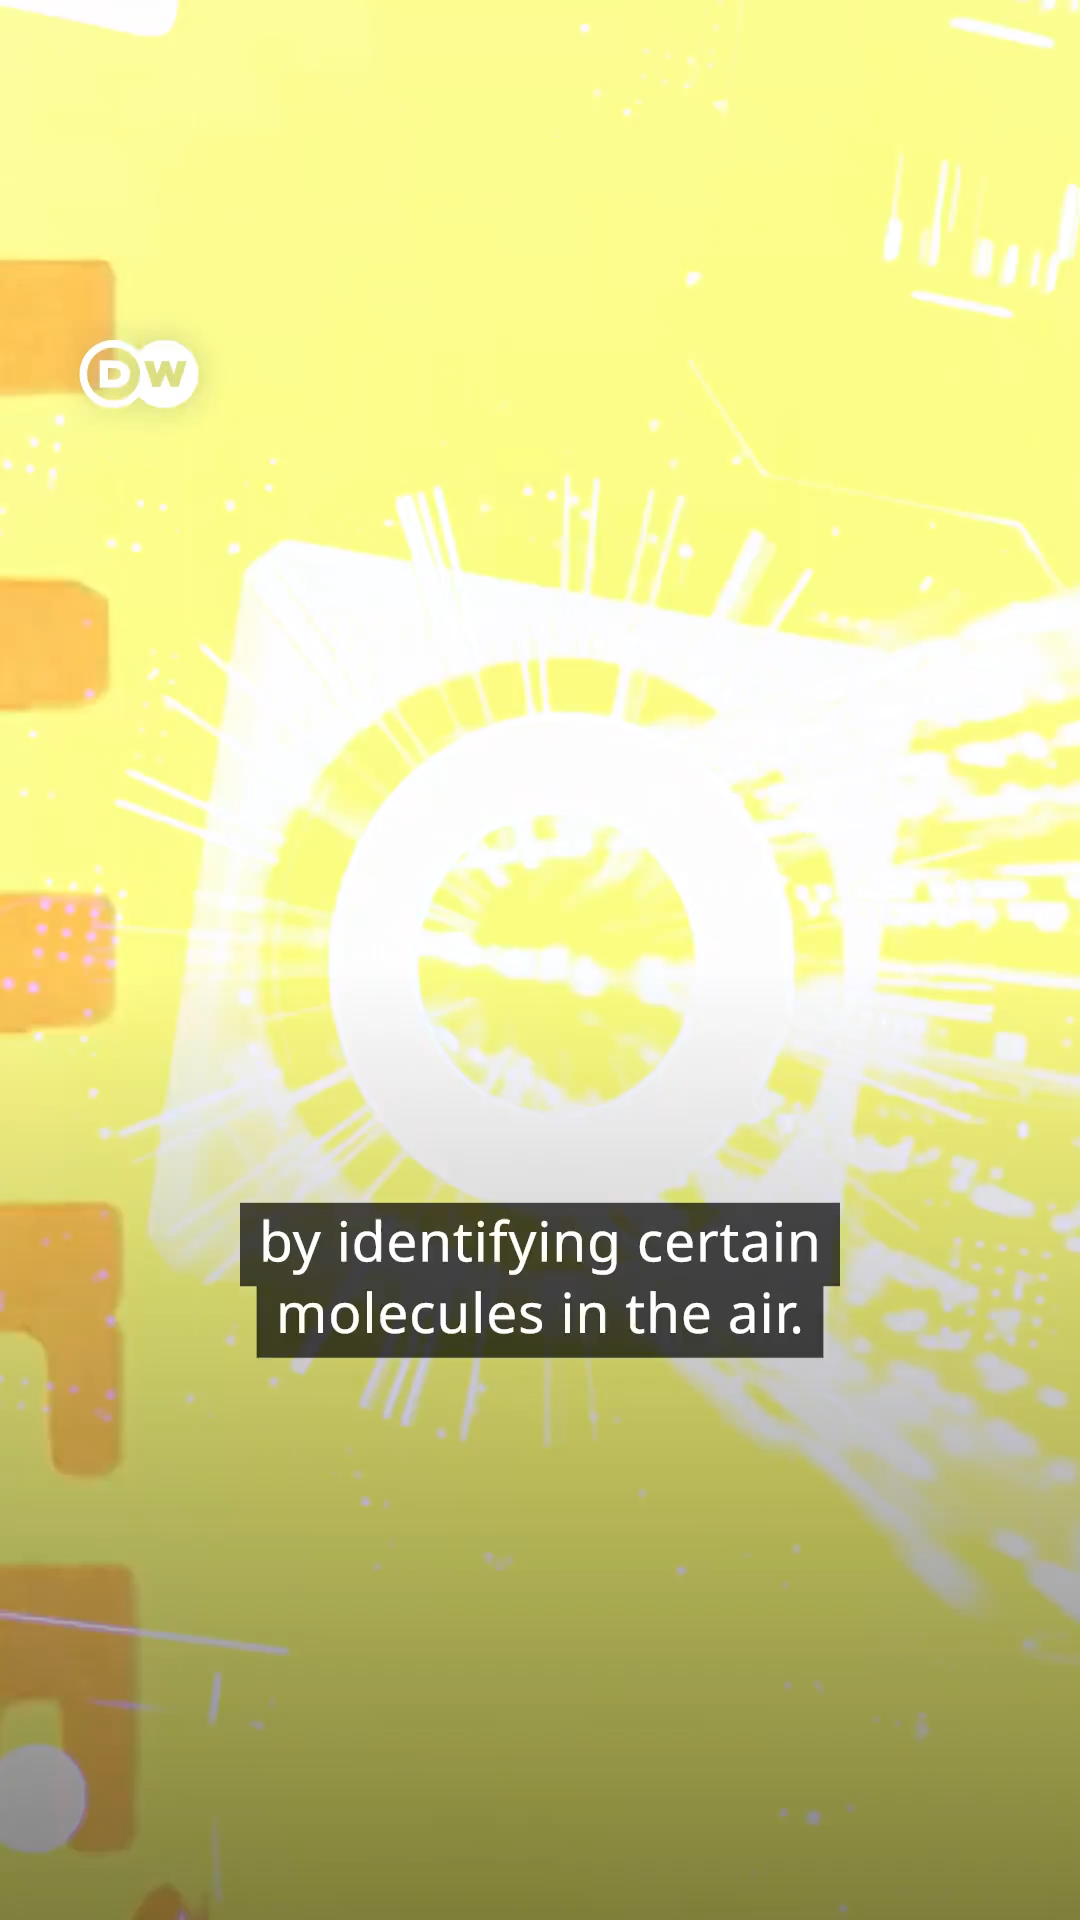 DW
by identifying certain
molecules in the air.